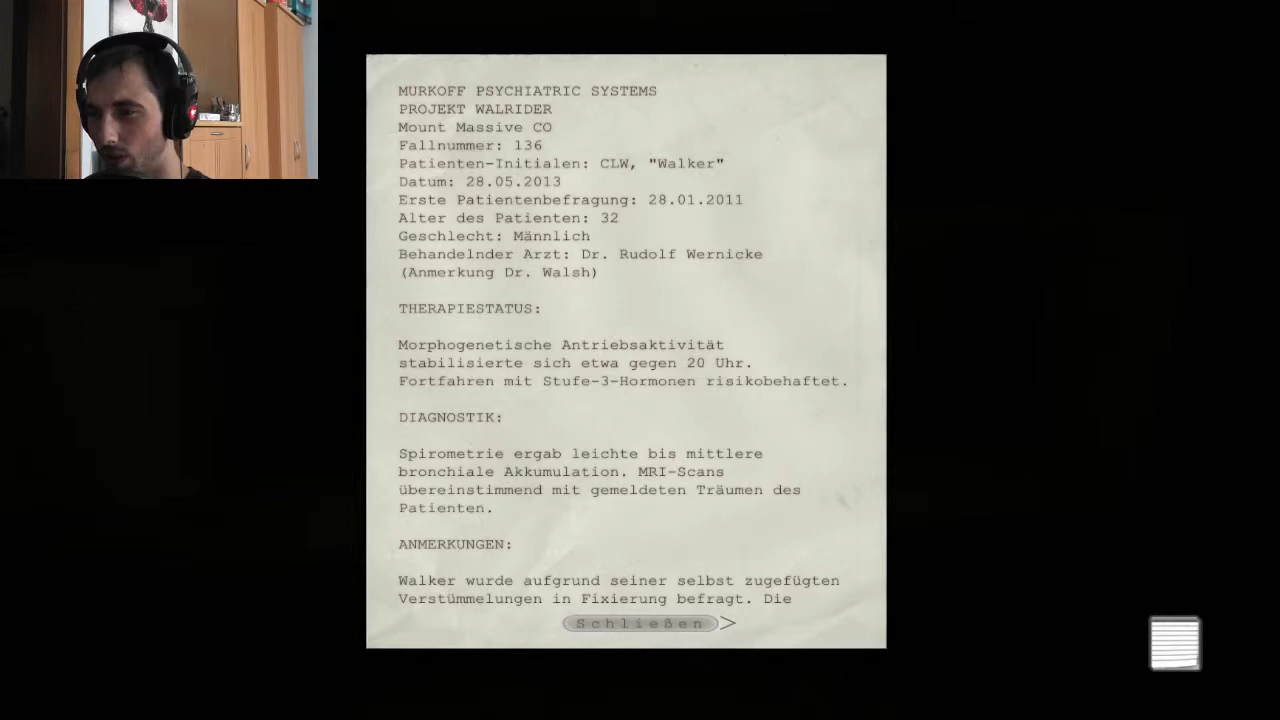 MURKOFF PSYCHIATRIC SYSTEMS
PROJEKT WALRIDER
Mount Massive CO
Fallnummer: 136
Patienten-Initialen: CLW, "Walker"
Datum: 28.05.2013
Erste Patientenbefragung: 28.01.2011
Alter des Patienten: 32
Geschlecht: Männlich
Behandelnder Arzt: Dr. Rudolf Wernicke
(Anmerkung Dr. Walsh)
THERAPIESTATUS:
Morphogenetische Antriebsaktivität
stabilisierte sich etwa gegen 20 Uhr.
Fortfahren mit Stufe-3-Hormonen risikobehaftet.
DIAGNOSTIK:
Spirometrie ergab leichte bis mittlere
bronchiale Akkumulation. MRI-Scans
übereinstimmend mit gemeldeten Träumen des
Patienten.
ANMERKUNGEN:
Walker wurde aufgrund seiner selbst zugefügten
Verstümmelungen in Fixierung befragt. Die
Schließen >